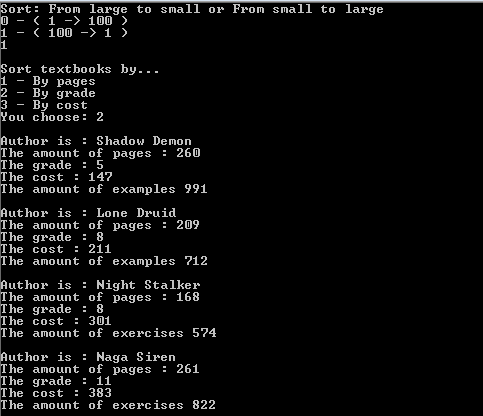 Sort: From large to small or From small to large
0 - ( 1 -> 100 )
1 - ( 100 -> 1 )
1
Sort textbooks by...
1 - By pages
2 - By grade
3 - By cost
You choose: 2
Author is : Shadow Demon
The amount of pages : 260
The grade : 5
The cost : 147
The amount of examples 991
Author is : Lone Druid
The amount of pages : 209
The grade : 8
The cost : 211
The amount of examples 712
Author is : Night Stalker
The amount of pages : 168
The grade : 8
The cost : 301
The amount of exercises 574
Author is : Naga Siren
The amount of pages : 261
The grade : 11
The cost : 383
The amount of exercises 822